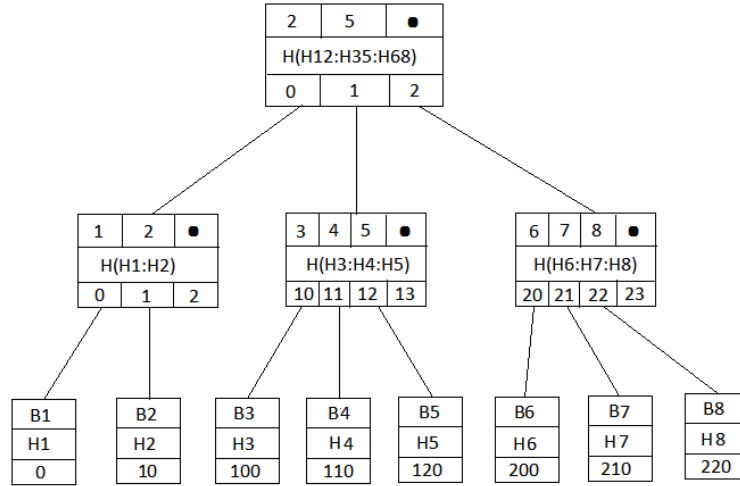 2 5 ●
H(H12:H35:H68)
0 1 2
1 2 ●
H(H1:H2)
0 1 2
3 4 5 ●
H(H3:H4:H5)
10 11 12 13
6 7 8 ●
H(H6:H7:H8)
20 21 22 23
B1
H1
0
B2
H2
10
B3
H3
100
B4
H4
110
B5
H5
120
B6
H6
200
B7
H7
210
B8
H8
220